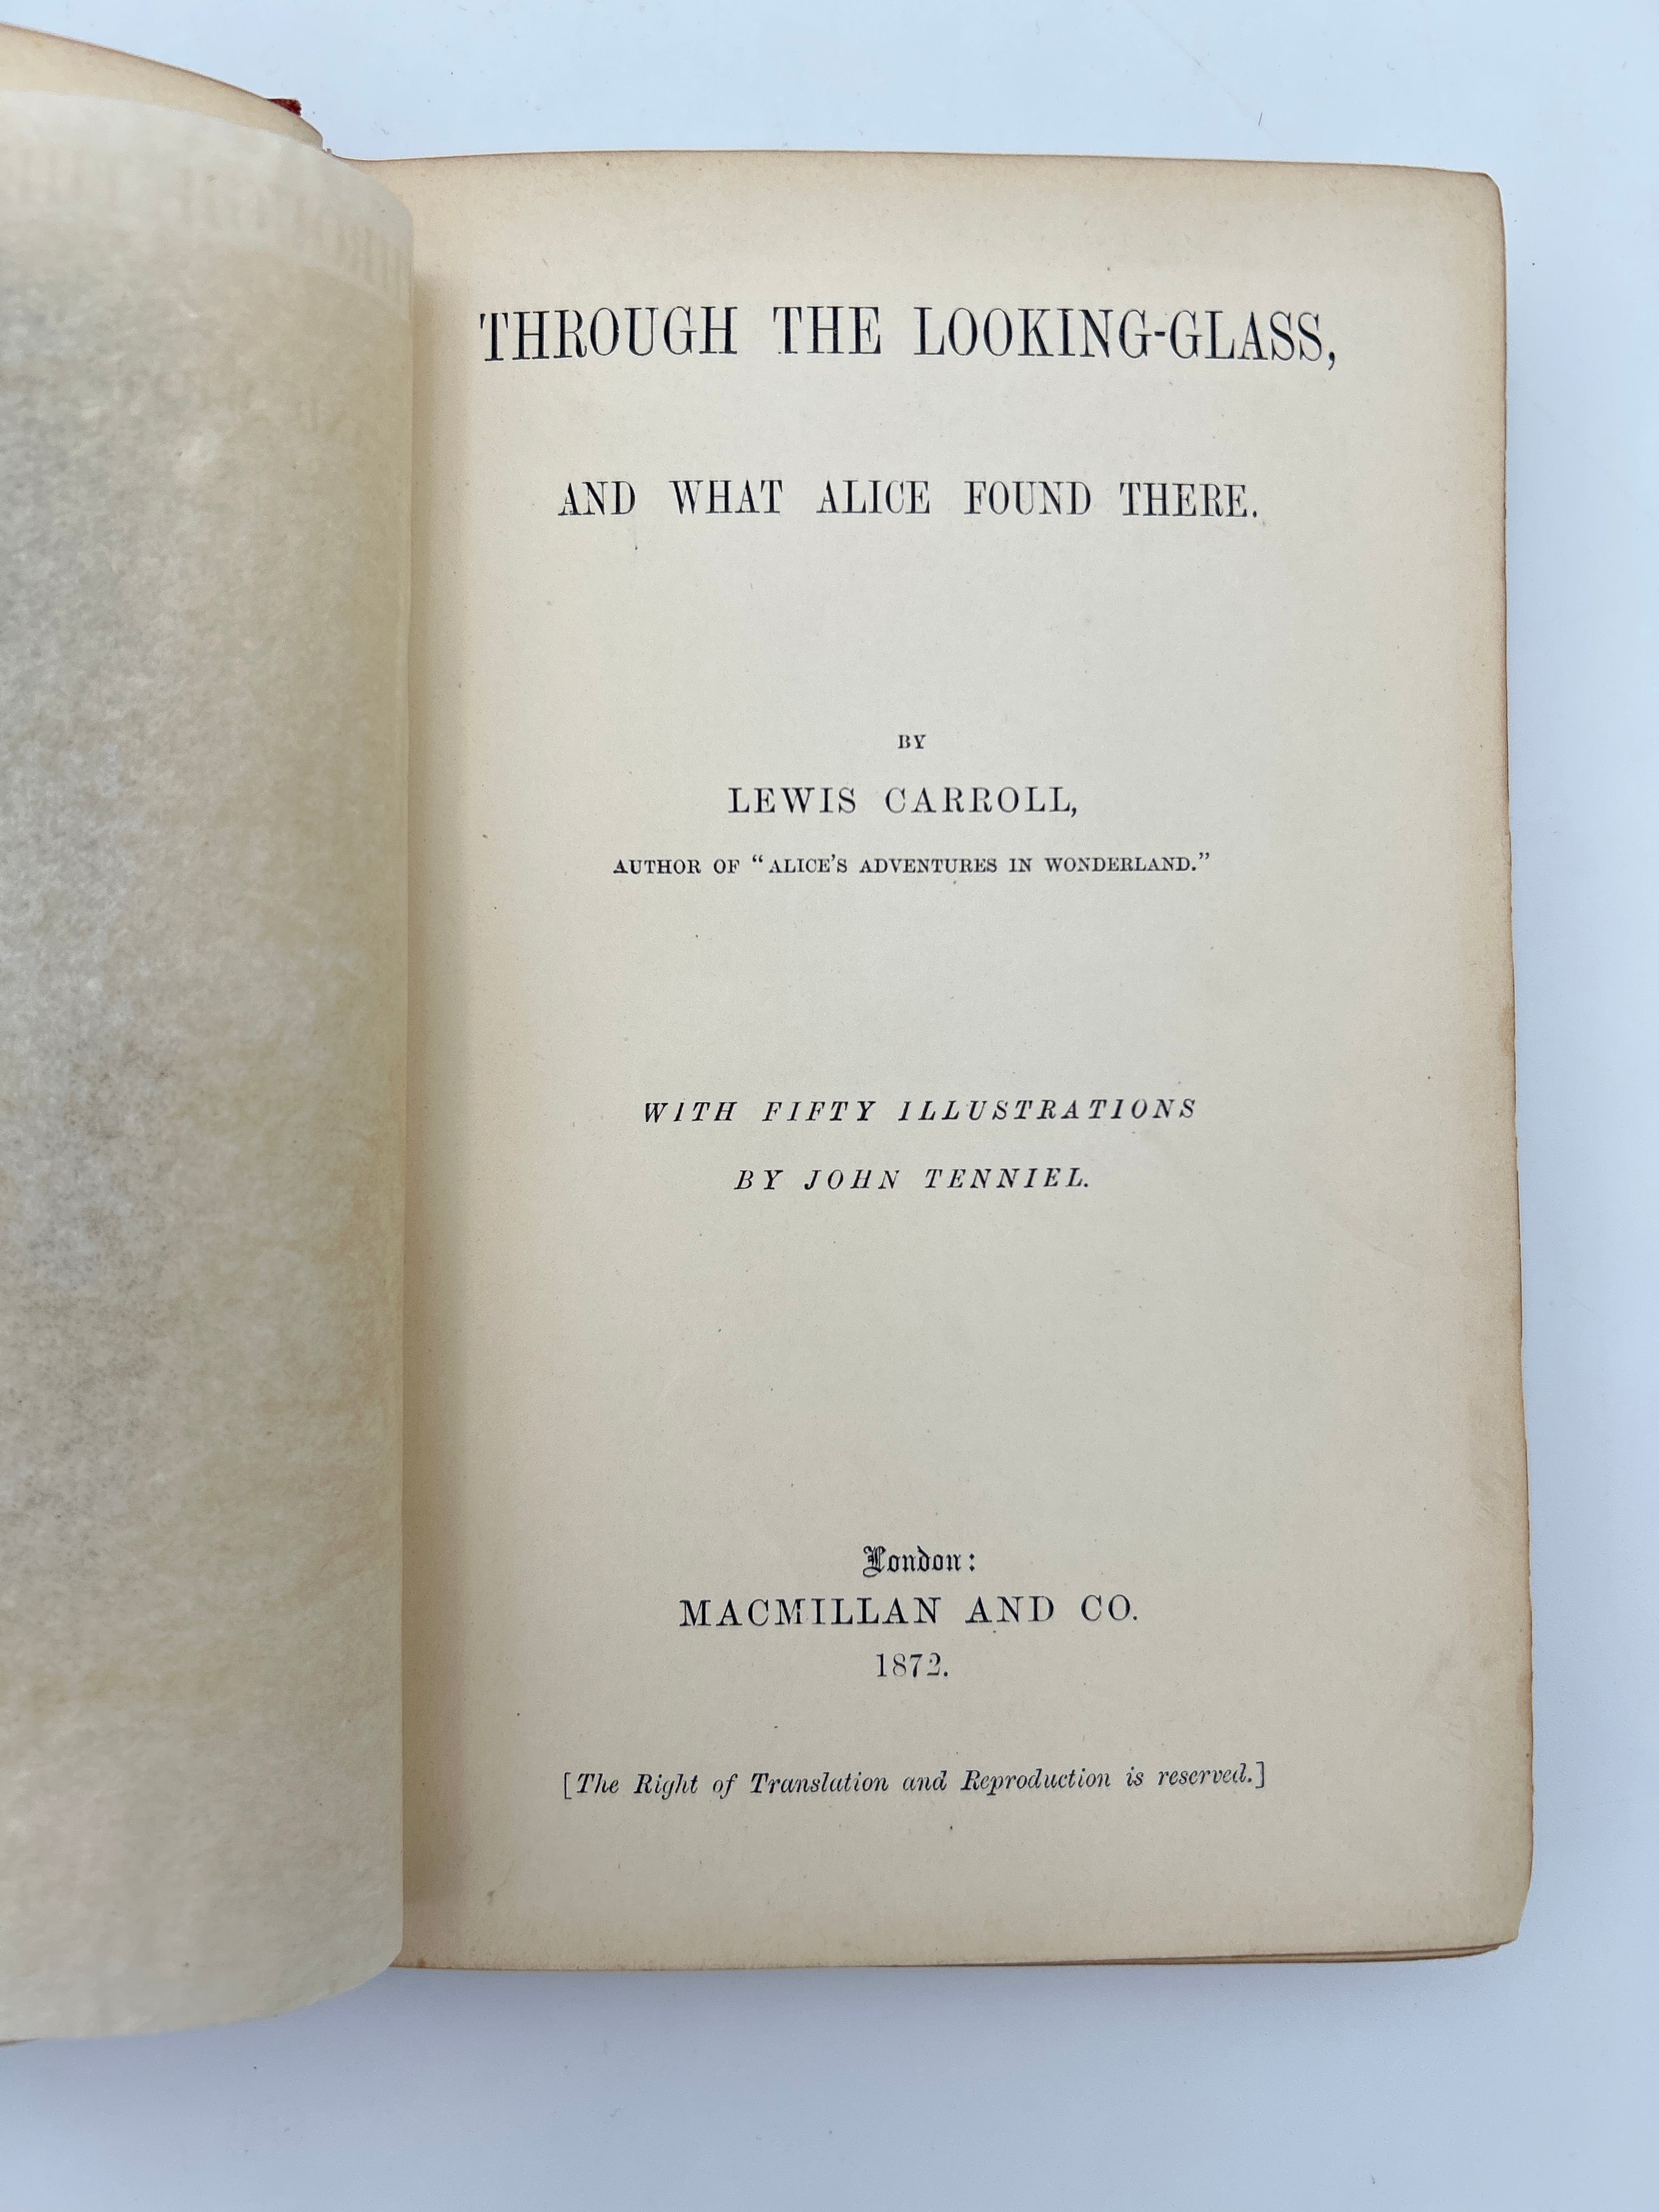 THROUGH THE LOOKING-GLASS,
AND WHAT ALICE FOUND THERE.
BY
LEWIS CARROLL,
AUTHOR OF "ALICE'S ADVENTURES IN WONDERLAND."
WITH FIFTY ILLUSTRATIONS
BY JOHN TENNIEL.
London:
MACMILLAN AND CO.
1872.
[The Right of Translation and Reproduction is reserved.]